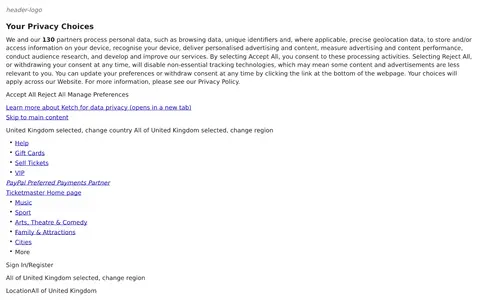 header-logo
Your Privacy Choices
We and our 130 partners process personal data, such as browsing data, unique identifiers and, where applicable, precise geolocation data, to store and/or
access information on your device, recognise your device, deliver personalised advertising and content, measure advertising and content performance,
conduct audience research, and develop and improve our services. By selecting Accept All, you consent to these processing activities. Selecting Reject All,
or withdrawing your consent at any time, will disable non-essential tracking technologies, which may mean some content and advertisements are less
relevant to you. You can update your preferences or withdraw consent at any time by clicking the link at the bottom of the webpage. Your choices will
apply across our Website. For more information, please see our Privacy Policy.
Accept All Reject All Manage Preferences
Learn more about Ketch for data privacy (opens in a new tab)
Skip to main content
United Kingdom selected, change country All of United Kingdom selected, change region
• Help
• Gift Cards
• Sell Tickets
• VIP
PayPal Preferred Payments Partner
Ticketmaster Home page
• Music
• Sport
• Arts, Theatre & Comedy
• Family & Attractions
• Cities
• More
Sign In/Register
All of United Kingdom selected, change region
LocationAll of United Kingdom